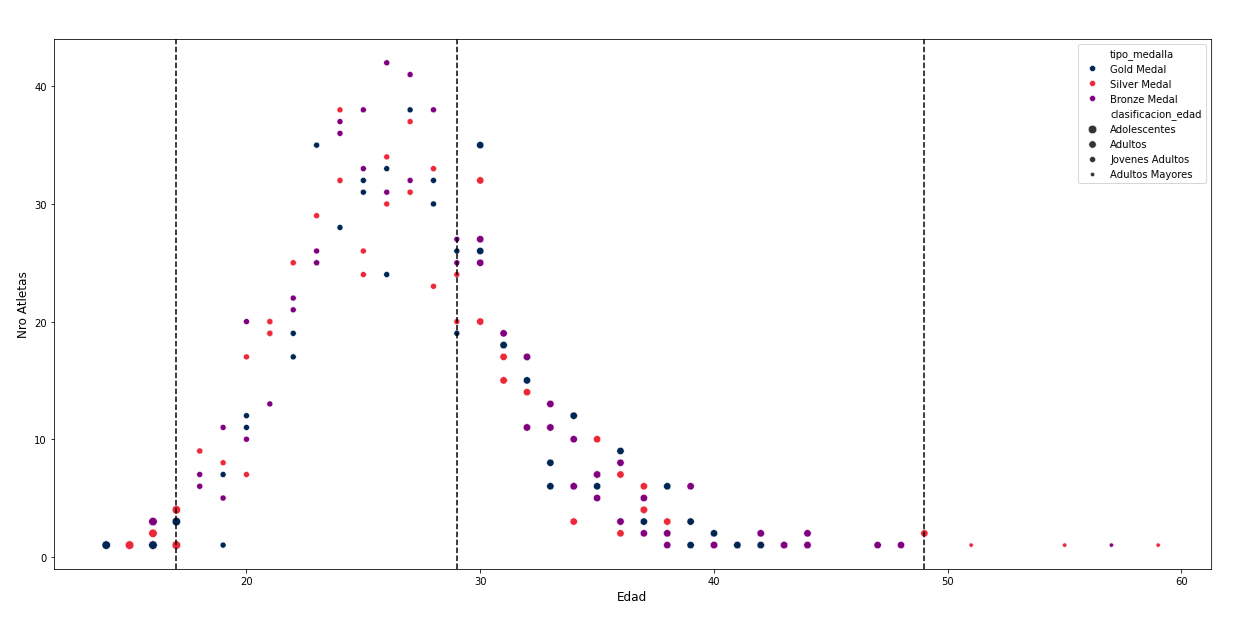 tipo_medalla
Gold Medal
Silver Medal
Bronze Medal
clasificacion_edad
Adolescentes
Adultos
Jovenes Adultos
Adultos Mayores
40
30
20
10
0
Nro Atletas
20 30 40 50 60
Edad